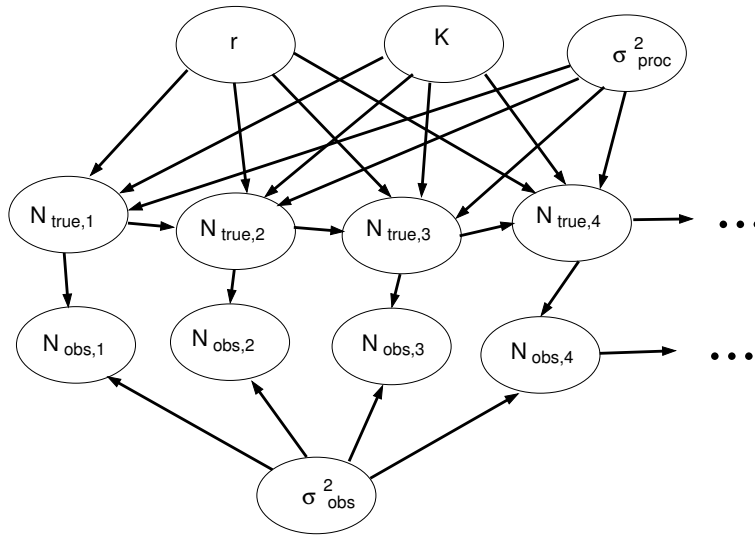 r
K
σ²proc
N true,1
N true,2
N true,3
N true,4
...
N obs,1
N obs,2
N obs,3
N obs,4
...
σ²obs